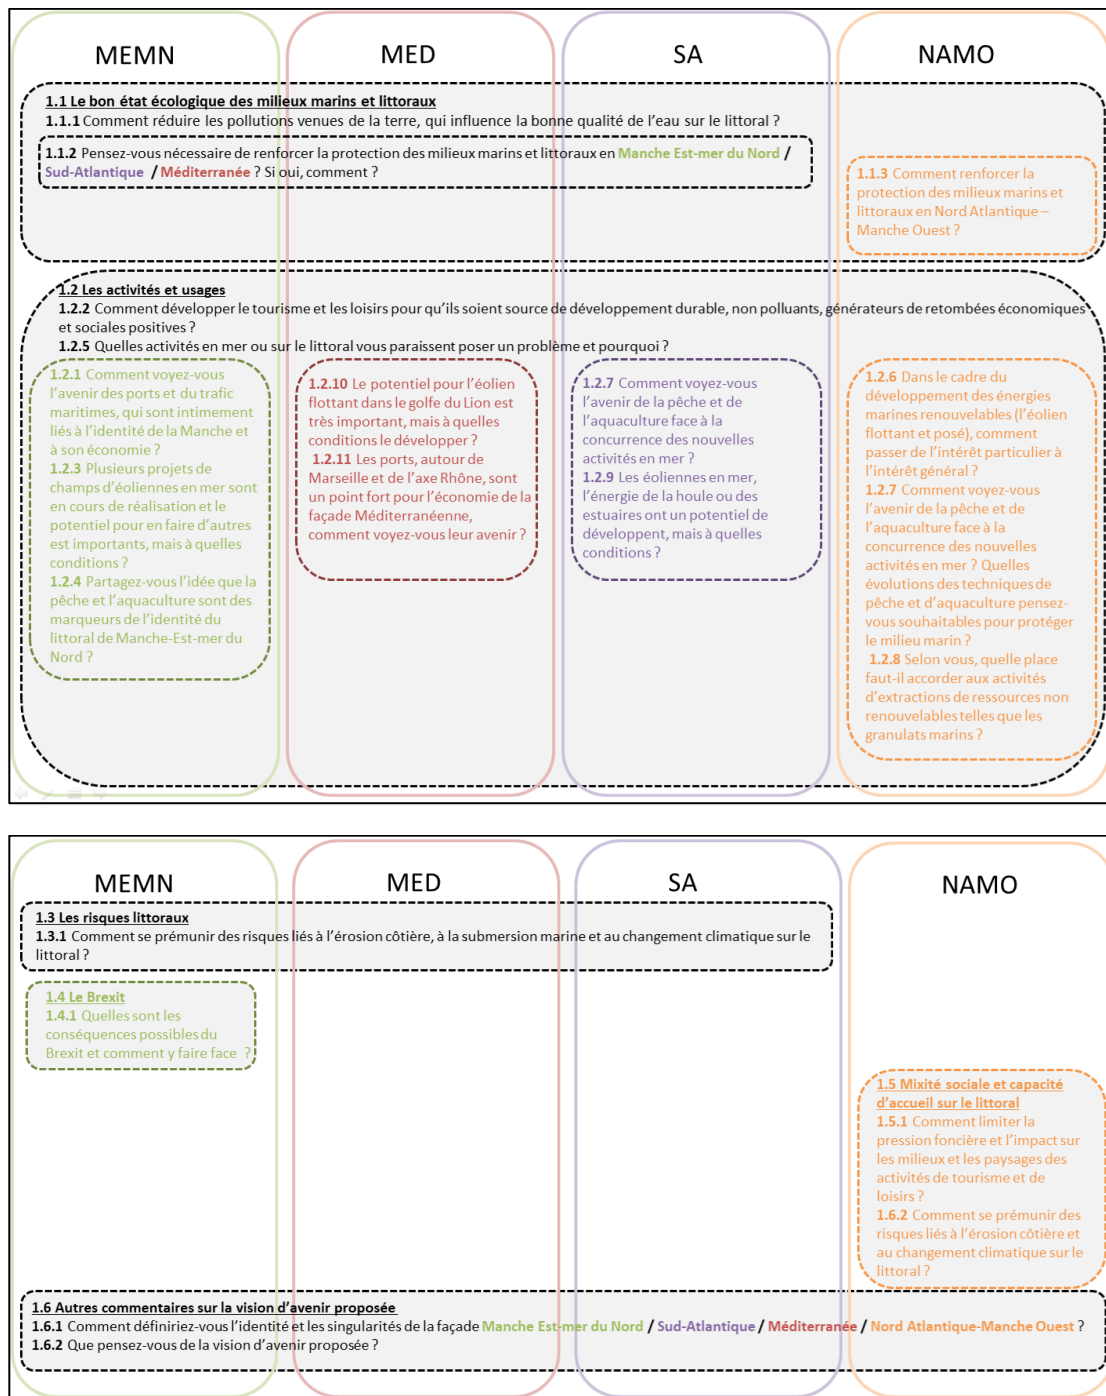 MEMN
MED
SA
NAMO
1.1 Le bon état écologique des milieux marins et littoraux
1.1.1 Comment réduire les pollutions venues de la terre, qui influence la bonne qualité de l'eau sur le littoral ?
1.1.2 Pensez-vous nécessaire de renforcer la protection des milieux marins et littoraux en Manche Est-mer du Nord /
Sud-Atlantique / Méditerranée ? Si oui, comment ?
1.1.3 Comment renforcer la
protection des milieux marins et
littoraux en Nord Atlantique –
Manche Ouest ?
1.2 Les activités et usages
1.2.2 Comment développer le tourisme et les loisirs pour qu'ils soient source de développement durable, non polluants, générateurs de retombées économiques
et sociales positives ?
1.2.5 Quelles activités en mer ou sur le littoral vous paraissent poser un problème et pourquoi ?
1.2.1 Comment voyez-vous
l'avenir des ports et du trafic
maritimes, qui sont intimement
liés à l'identité de la Manche et
à son économie ?
1.2.3 Plusieurs projets de
champs d'éoliennes en mer sont
en cours de réalisation et le
potentiel pour en faire d'autres
est importants, mais à quelles
conditions ?
1.2.4 Partagez-vous l'idée que la
pêche et l'aquaculture sont des
marqueurs de l'identité du
littoral de Manche-Est-mer du
Nord ?
1.2.10 Le potentiel pour l'éolien
flottant dans le golfe du Lion est
très important, mais à quelles
conditions le développer ?
1.2.11 Les ports, autour de
Marseille et de l'axe Rhône, sont
un point fort pour l'économie de la
façade Méditerranéenne,
comment voyez-vous leur avenir ?
1.2.7 Comment voyez-vous
l'avenir de la pêche et de
l'aquaculture face à la
concurrence des nouvelles
activités en mer ?
1.2.9 Les éoliennes en mer,
l'énergie de la houle ou des
estuaires ont un potentiel de
développent, mais à quelles
conditions ?
1.2.6 Dans le cadre du
développement des énergies
marines renouvelables (l'éolien
flottant et posé), comment
passer de l'intérêt particulier à
l'intérêt général ?
1.2.7 Comment voyez-vous
l'avenir de la pêche et de
l'aquaculture face à la
concurrence des nouvelles
activités en mer ? Quelles
évolutions des techniques de
pêche et d'aquaculture pensez-
vous souhaitables pour protéger
le milieu marin ?
1.2.8 Selon vous, quelle place
faut-il accorder aux activités
d'extractions de ressources non
renouvelables telles que les
granulats marins ?
MEMN
MED
SA
NAMO
1.3 Les risques littoraux
1.3.1 Comment se prémunir des risques liés à l'érosion côtière, à la submersion marine et au changement climatique sur le
littoral ?
1.4 Le Brexit
1.4.1 Quelles sont les
conséquences possibles du
Brexit et comment y faire face ?
1.5 Mixité sociale et capacité
d'accueil sur le littoral
1.5.1 Comment limiter la
pression foncière et l'impact sur
les milieux et les paysages des
activités de tourisme et de
loisirs ?
1.6.2 Comment se prémunir des
risques liés à l'érosion côtière et
au changement climatique sur le
littoral ?
1.6 Autres commentaires sur la vision d'avenir proposée
1.6.1 Comment définiriez-vous l'identité et les singularités de la façade Manche Est-mer du Nord / Sud-Atlantique / Méditerranée / Nord Atlantique-Manche Ouest ?
1.6.2 Que pensez-vous de la vision d'avenir proposée ?